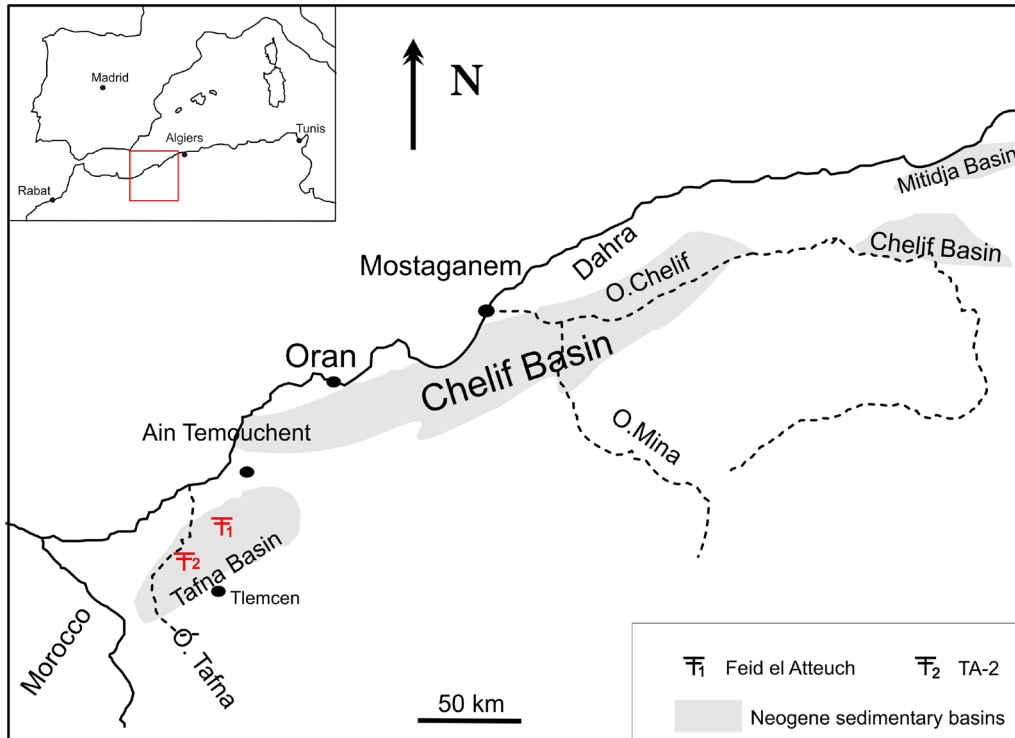 Madrid
Tunis
Algiers
Rabat
N
Mitidja Basin
Chelif Basin
Dahra
O.Chelif
Mostaganem
Oran
Chelif Basin
Ain Temouchent
O.Mina
1
2
Tafna Basin
Tlemcen
Morocco
O. Tafna
50 km
1 Feid el Atteuch
2 TA-2
Neogene sedimentary basins